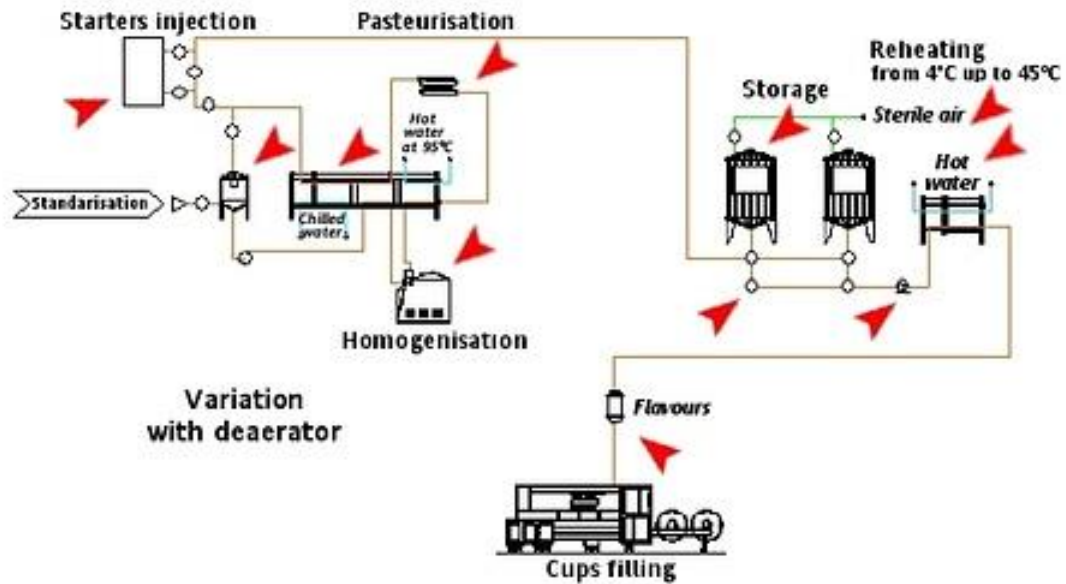 Starters injection
Pasteurisation
Reheating
from 4°C up to 45°C
Storage
Sterile air
Hot
water
at 95°C
Hot
water
Standarisation
Chilled
water
Homogenisation
Variation
with deaerator
Flavours
Cups filling